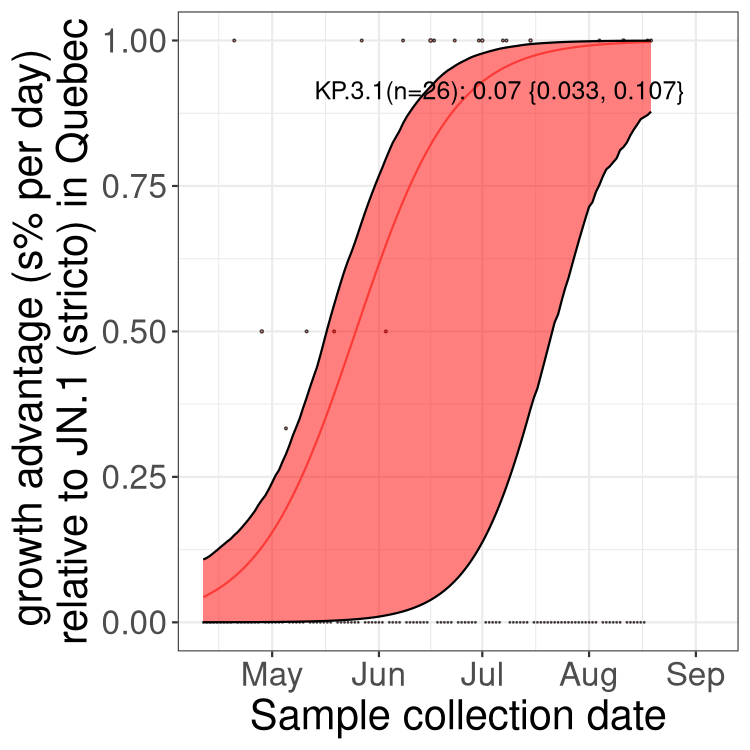 growth advantage (s% per day)
relative to JN.1 (stricto) in Quebec
1.00
0.75
0.50
0.25
0.00
KP.3.1(n=26): 0.07 {0.033, 0.107}
May Jun Jul Aug Sep
Sample collection date